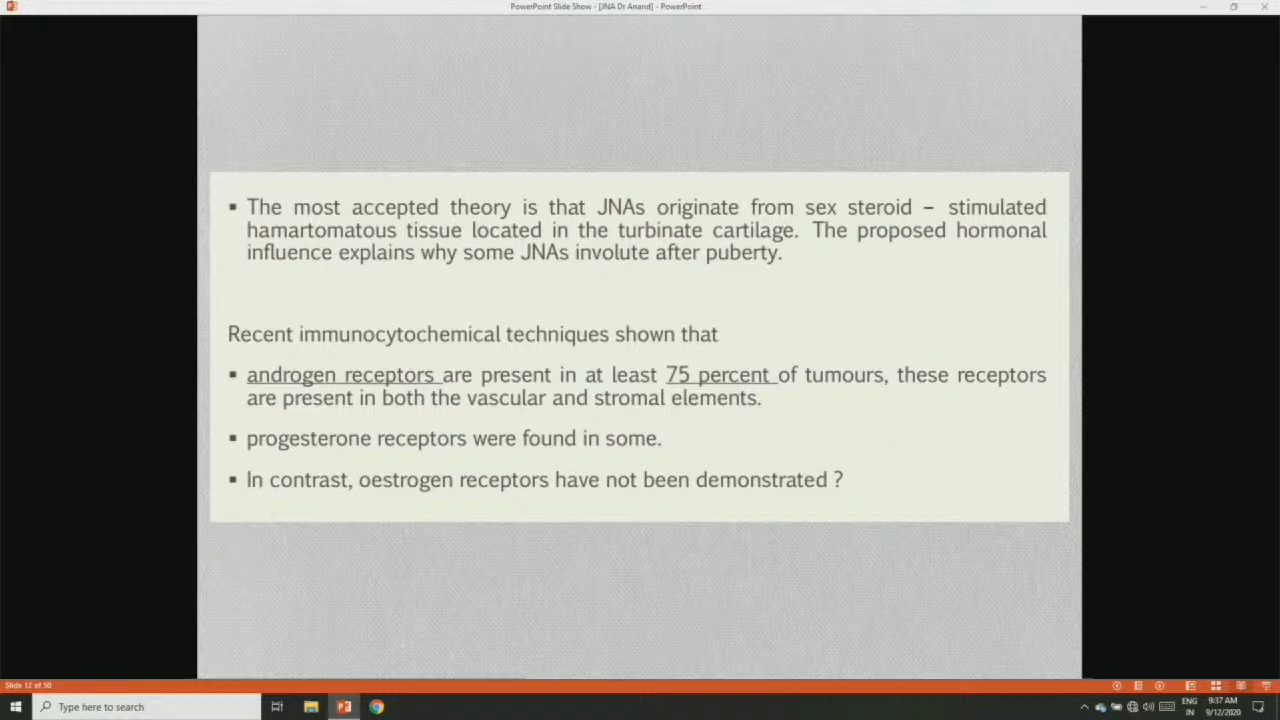 PowerPoint Slide Show - [JNA Dr Anand] - PowerPoint
▪ The most accepted theory is that JNAs originate from sex steroid – stimulated
hamartomatous tissue located in the turbinate cartilage. The proposed hormonal
influence explains why some JNAs involute after puberty.
Recent immunocytochemical techniques shown that
▪ androgen receptors are present in at least 75 percent of tumours, these receptors
are present in both the vascular and stromal elements.
▪ progesterone receptors were found in some.
▪ In contrast, oestrogen receptors have not been demonstrated ?
Slide 12 of 50
Type here to search
ENG
IN
9:37 AM
9/12/2020